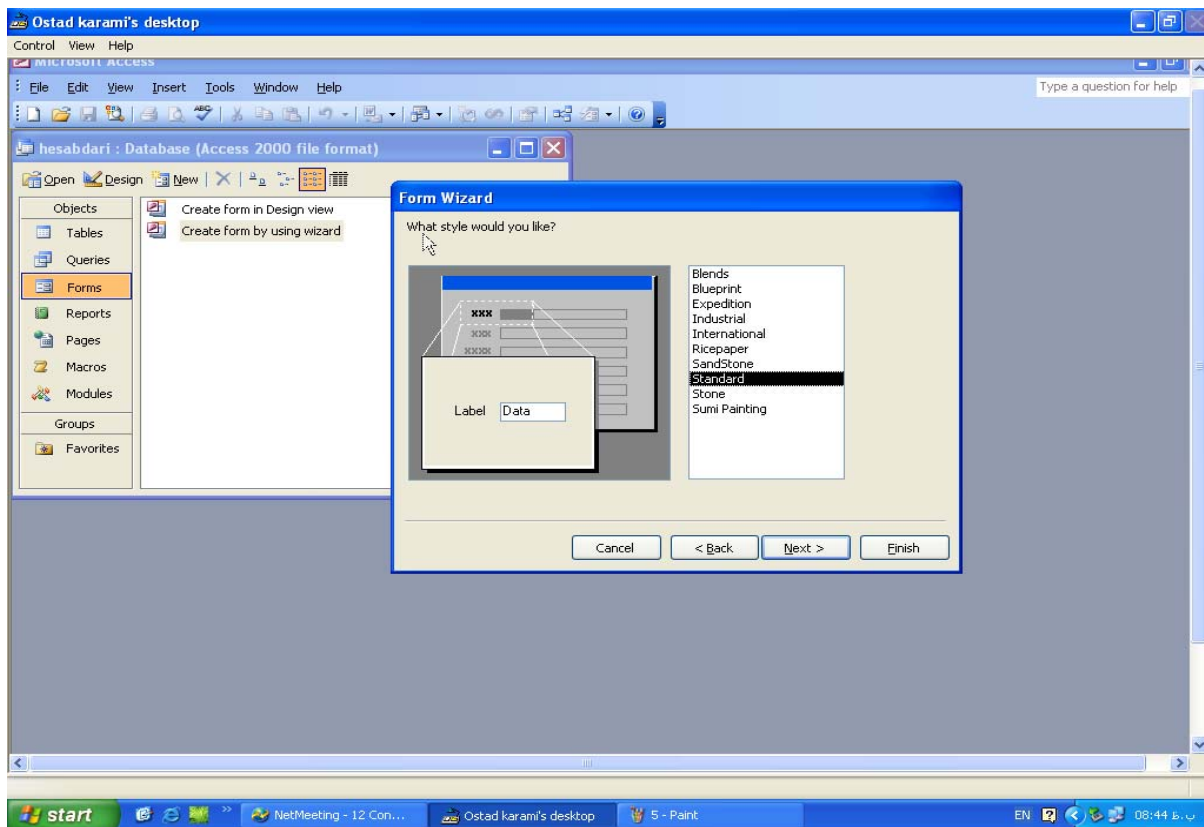 Ostad karami's desktop
Control View Help
Microsoft Access
File Edit View Insert Tools Window Help
Type a question for help
hesabdari : Database (Access 2000 file format)
Open Design New
Objects
Tables
Queries
Forms
Reports
Pages
Macros
Modules
Groups
Favorites
Create form in Design view
Create form by using wizard
Form Wizard
What style would you like?
xxx
xxx
xxxx
Label Data
Blends
Blueprint
Expedition
Industrial
International
Ricepaper
SandStone
Standard
Stone
Sumi Painting
Cancel < Back Next > Finish
start NetMeeting - 12 Con... Ostad karami's desktop 5 - Paint EN 08:44 ب.ظ